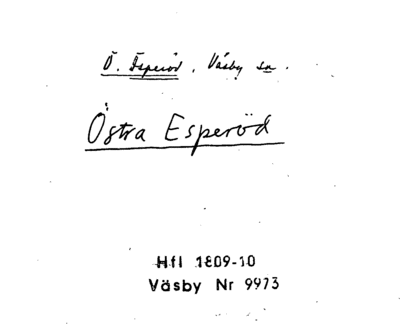 Ö. Esperöd, Väsby sn.
Östra Esperöd
Hfl 1809-10
Väsby Nr 9973